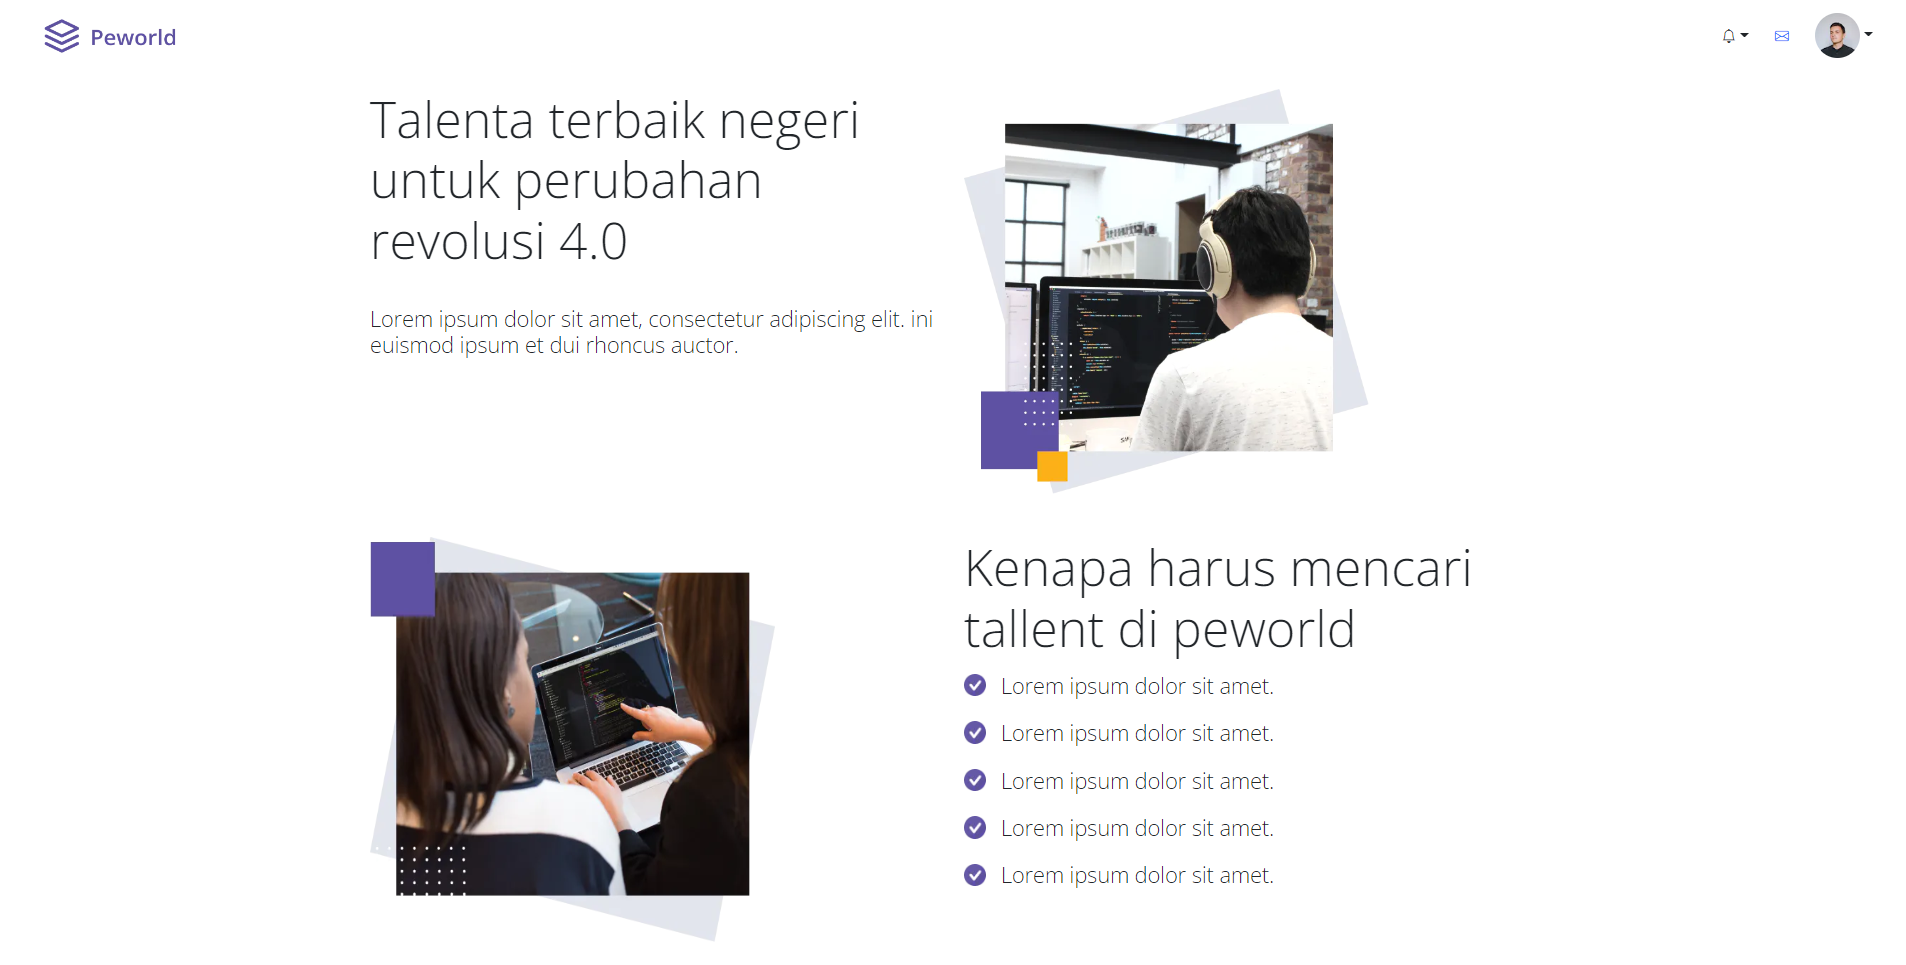 Peworld
Talenta terbaik negeri
untuk perubahan
revolusi 4.0
Lorem ipsum dolor sit amet, consectetur adipiscing elit. ini
euismod ipsum et dui rhoncus auctor.
Kenapa harus mencari
tallent di peworld
Lorem ipsum dolor sit amet.
Lorem ipsum dolor sit amet.
Lorem ipsum dolor sit amet.
Lorem ipsum dolor sit amet.
Lorem ipsum dolor sit amet.